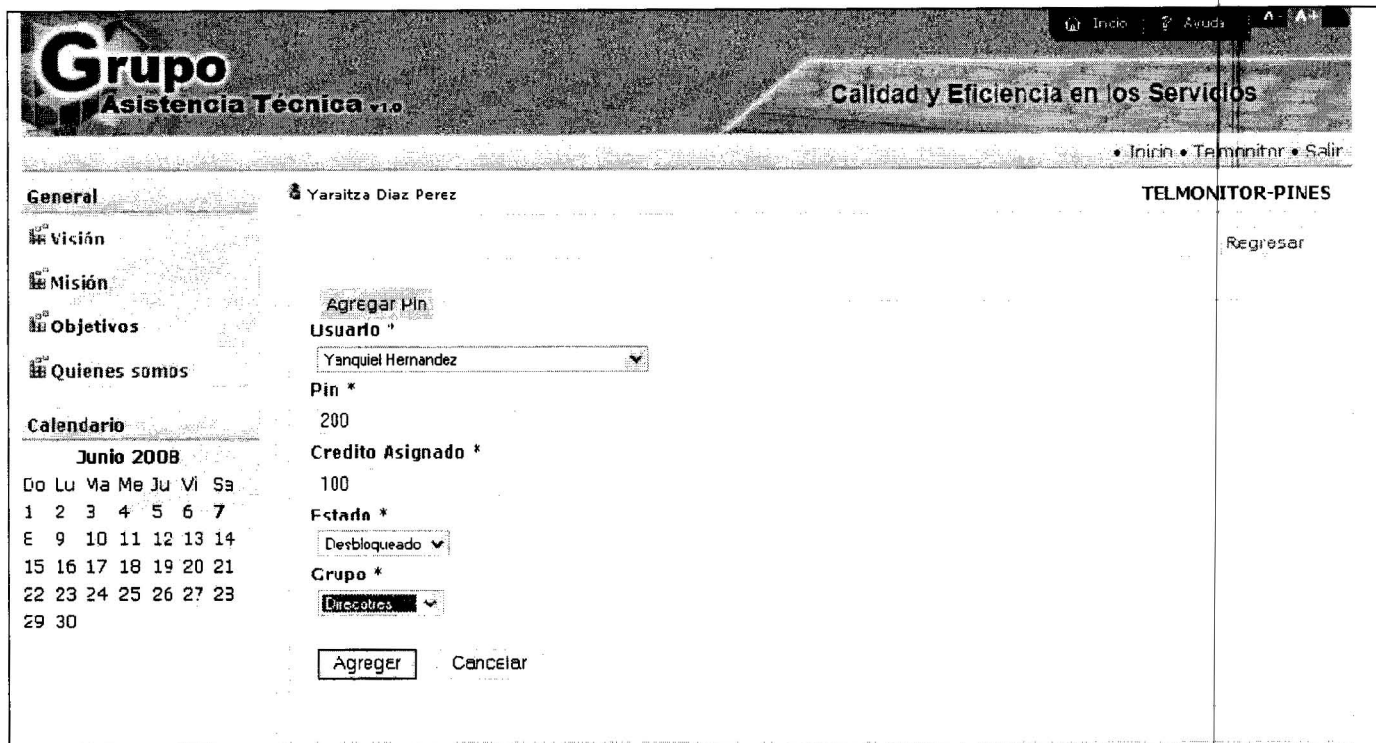 Inicio ¦ ? Ayuda A- A+
Grupo
Asistencia Técnica v1.0
Calidad y Eficiencia en los Servicios
• Inicio • Telmonitor • Salir
General
Yaraitza Diaz Perez
TELMONITOR-PINES
Visión
Regresar
Misión
Objetivos
Quienes somos
Agregar Pin
Usuario *
Yanquiel Hernandez
Pin *
200
Credito Asignado *
100
Estado *
Desbloqueado
Grupo *
Direcotres
Agregar Cancelar
Calendario
Junio 2008
Do Lu Ma Me Ju Vi Sa
1 2 3 4 5 6 7
8 9 10 11 12 13 14
15 16 17 18 19 20 21
22 23 24 25 26 27 28
29 30